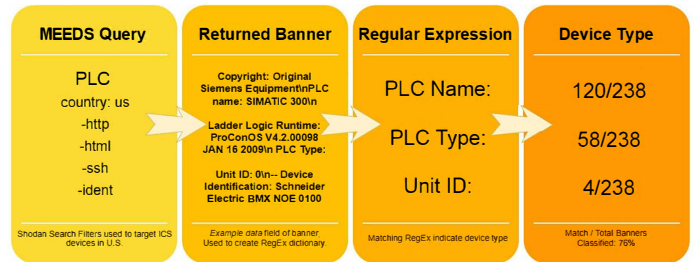 MEEDS Query
PLC
country: us
-http
-html
-ssh
-ident
Shodan Search Filters used to target ICS
devices in U.S.
Returned Banner
Copyright: Original
Siemens Equipment\nPLC
name: SIMATIC 300\n
Ladder Logic Runtime:
ProConOS V4.2.00098
JAN 16 2009\n PLC Type:
Unit ID: 0\n-- Device
Identification: Schneider
Electric BMX NOE 0100
Example data field of banner.
Used to create RegEx dictionary.
Regular Expression
PLC Name:
PLC Type:
Unit ID:
Matching RegEx indicate device type
Device Type
120/238
58/238
4/238
Match / Total Banners
Classified: 76%